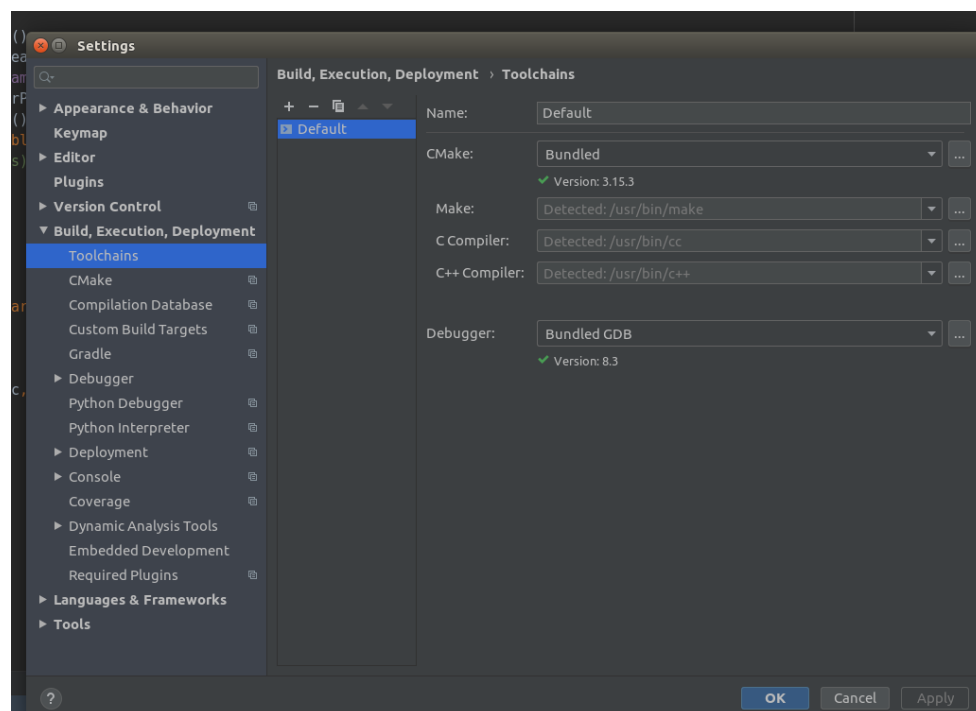 Settings
Build, Execution, Deployment › Toolchains
Appearance & Behavior
Keymap
Editor
Plugins
Version Control
Build, Execution, Deployment
Toolchains
CMake
Compilation Database
Custom Build Targets
Gradle
Debugger
Python Debugger
Python Interpreter
Deployment
Console
Coverage
Dynamic Analysis Tools
Embedded Development
Required Plugins
Languages & Frameworks
Tools
Default
Name: Default
CMake: Bundled
Version: 3.15.3
Make: Detected: /usr/bin/make
C Compiler: Detected: /usr/bin/cc
C++ Compiler: Detected: /usr/bin/c++
Debugger: Bundled GDB
Version: 8.3
? OK Cancel Apply